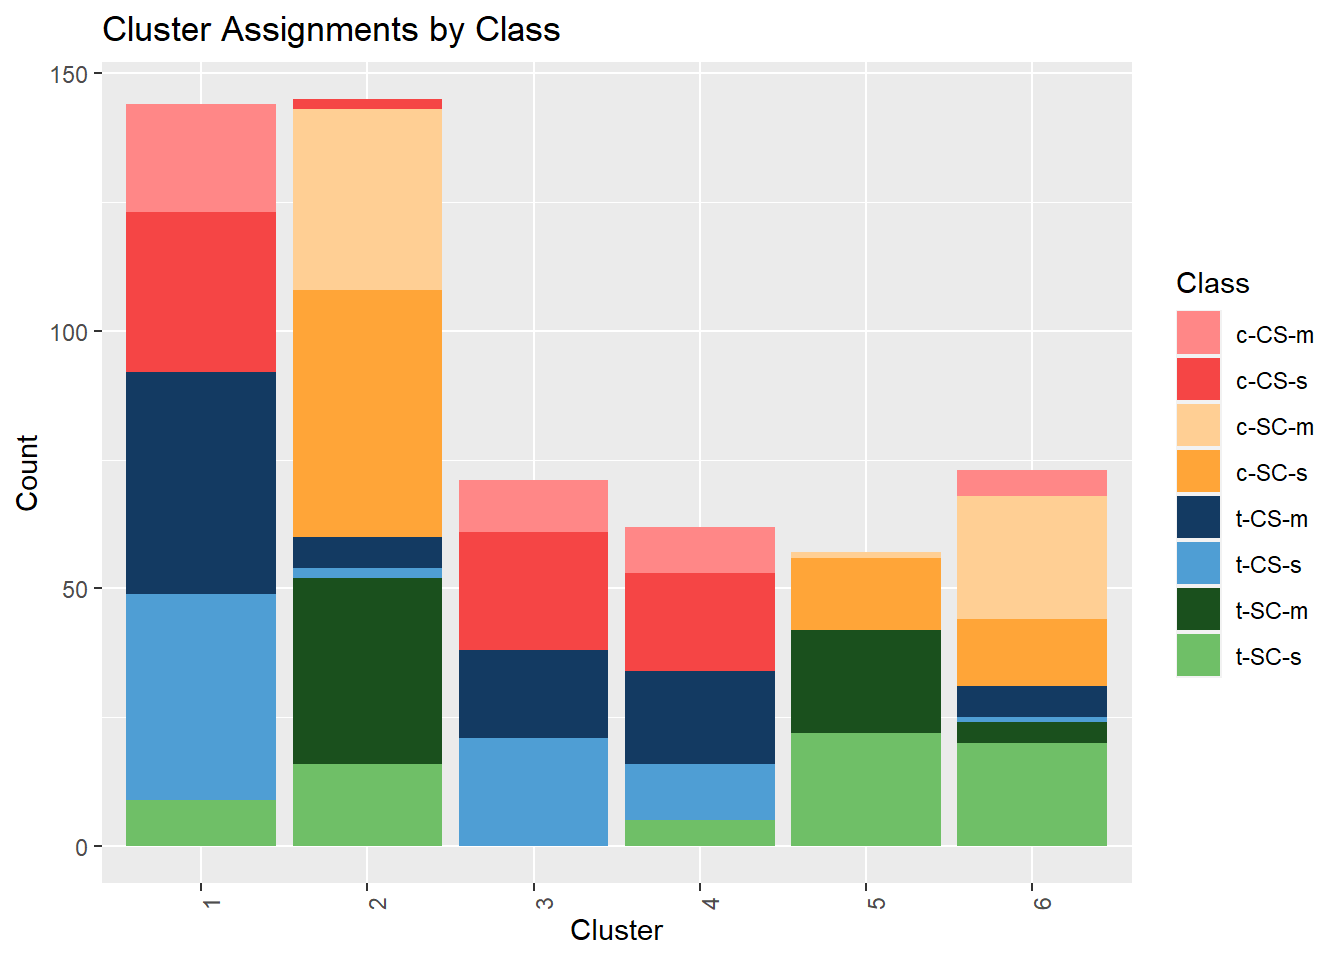 Cluster Assignments by Class
150
100
50
0
Count
1
2
3
4
5
6
Cluster
Class
c-CS-m
c-CS-s
c-SC-m
c-SC-s
t-CS-m
t-CS-s
t-SC-m
t-SC-s